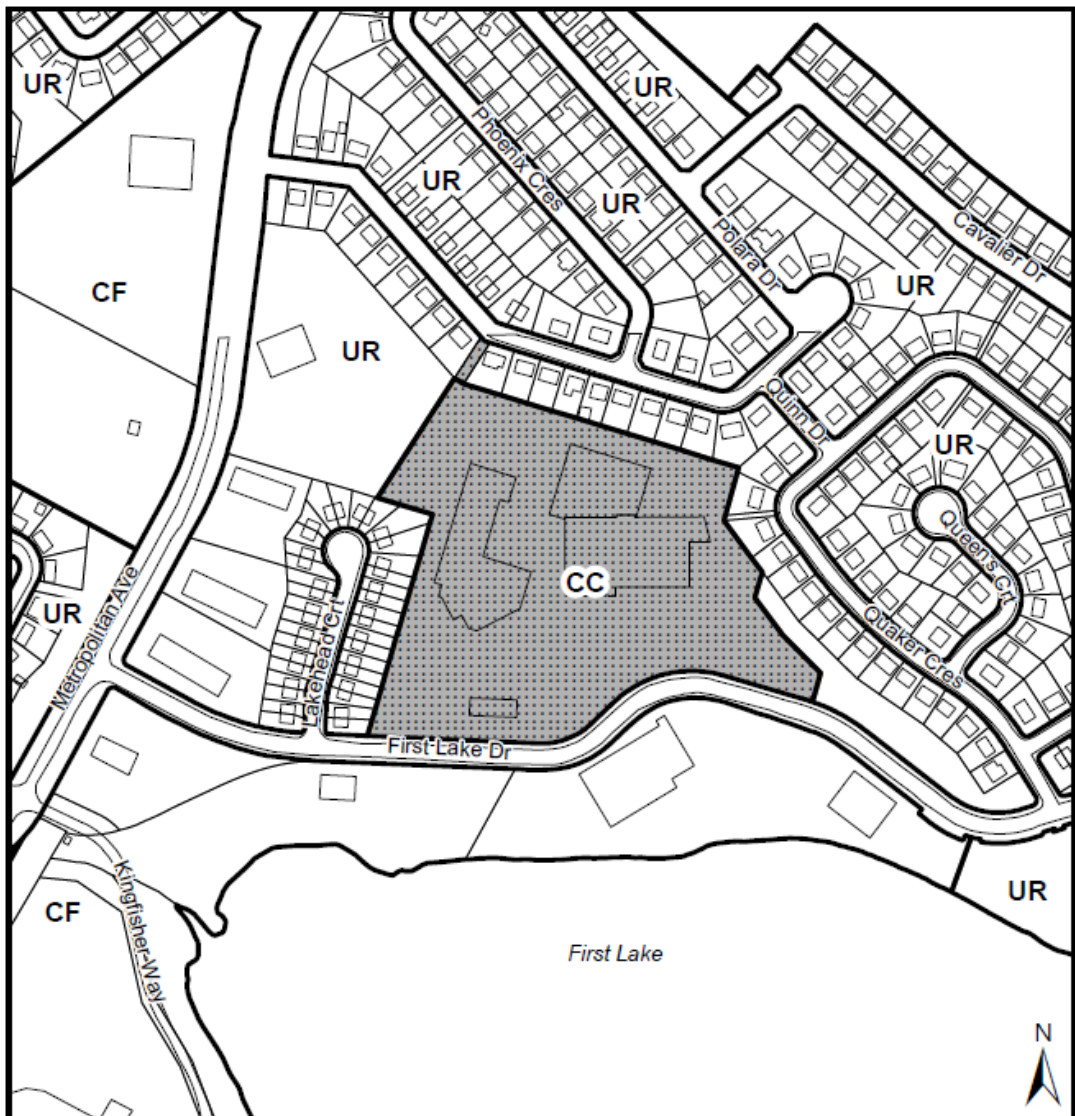 UR
UR
Phoenix Cres
UR
UR
Polara Dr
Cavalier Dr
CF
UR
UR
Quinn Dr
UR
Queen's Crt
CC
UR
Metropolitan Ave
Lakehead Crt
Quaker Cres
First Lake Dr
Kingfisher Way
UR
CF
First Lake
N